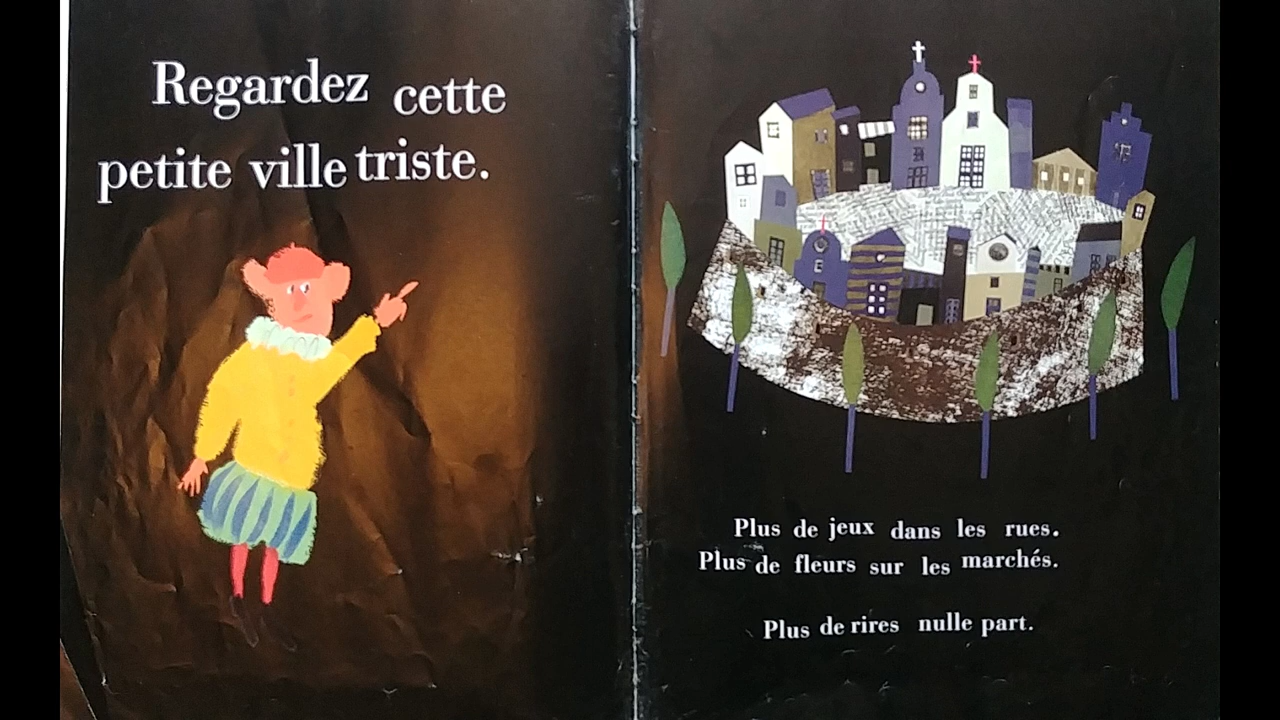 Regardez cette
petite ville triste.
Plus de jeux dans les rues.
Plus de fleurs sur les marchés.
Plus de rires nulle part.